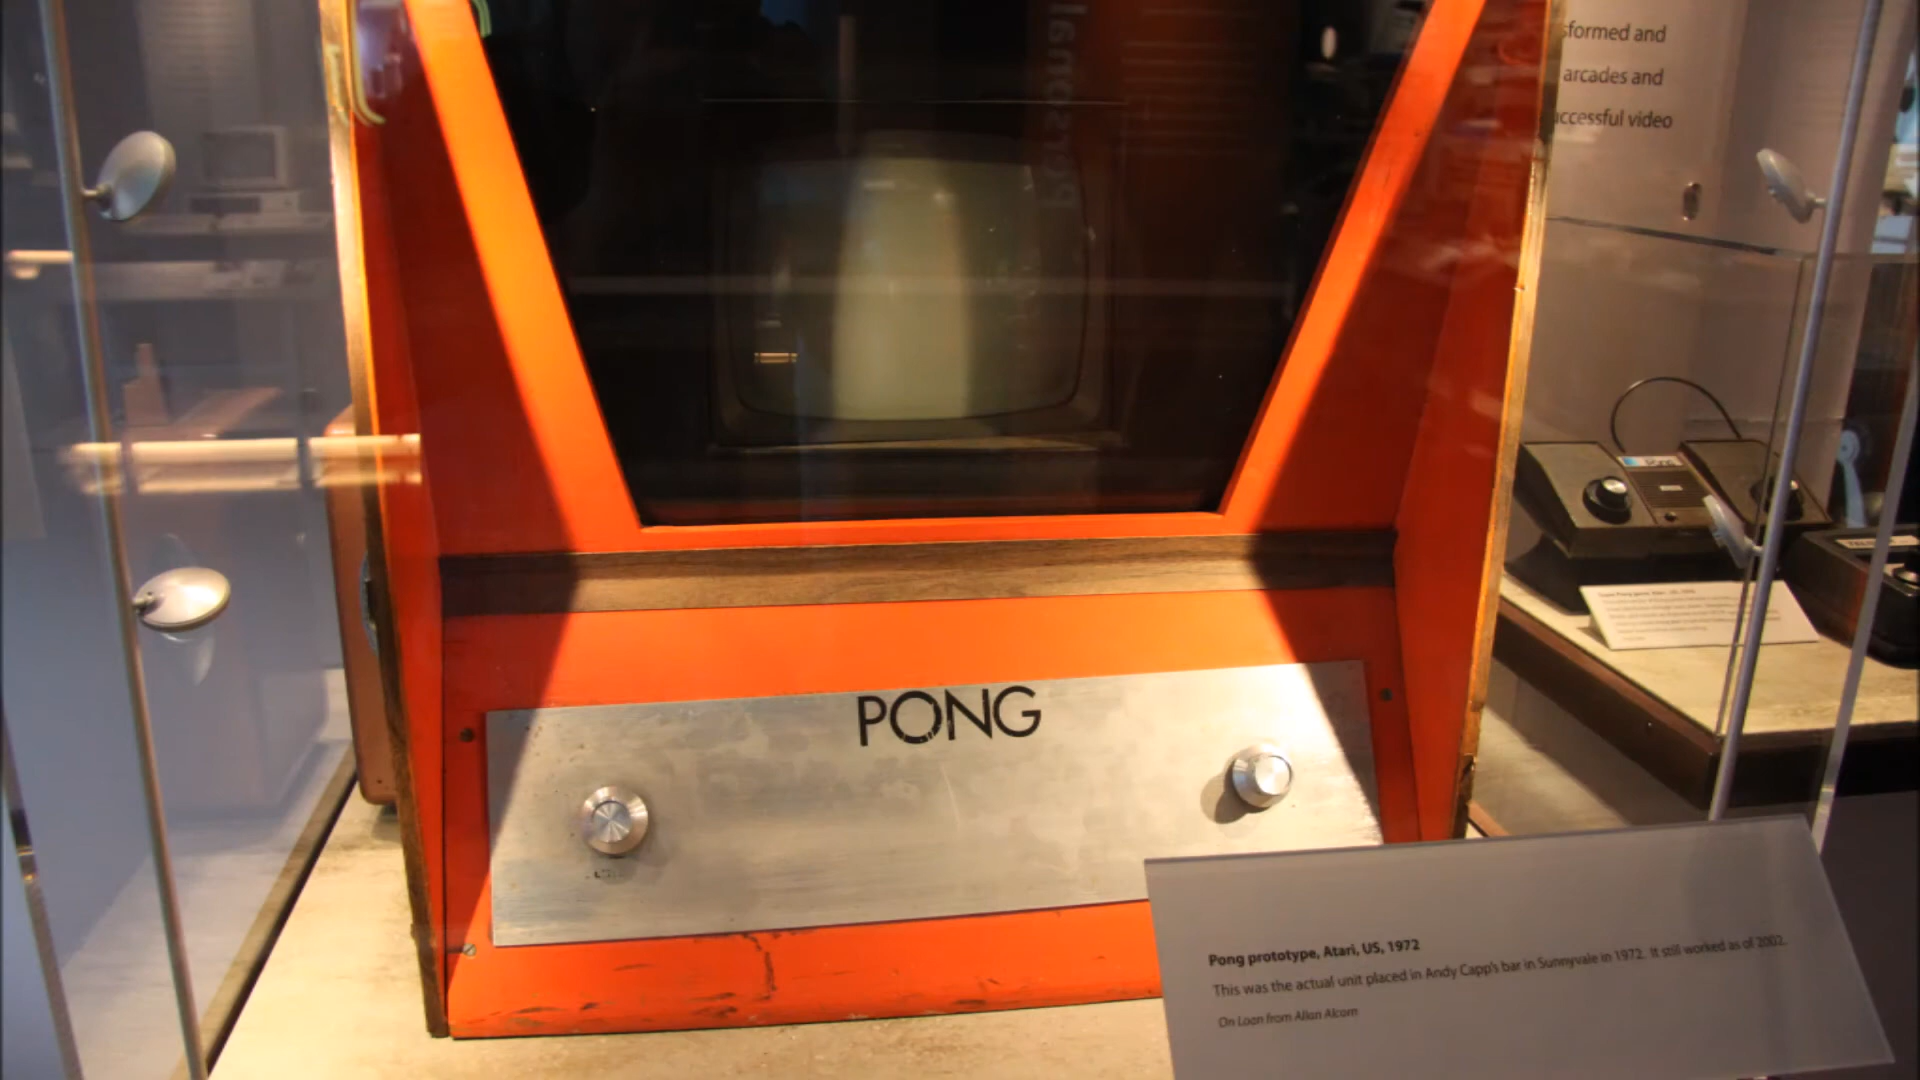 sformed and
arcades and
accessful video
Pong
PONG
Pong prototype, Atari, US, 1972
This was the actual unit placed in Andy Capp's bar in Sunnyvale in 1972. It still worked as of 2002.
On Loan from Allan Alcorn